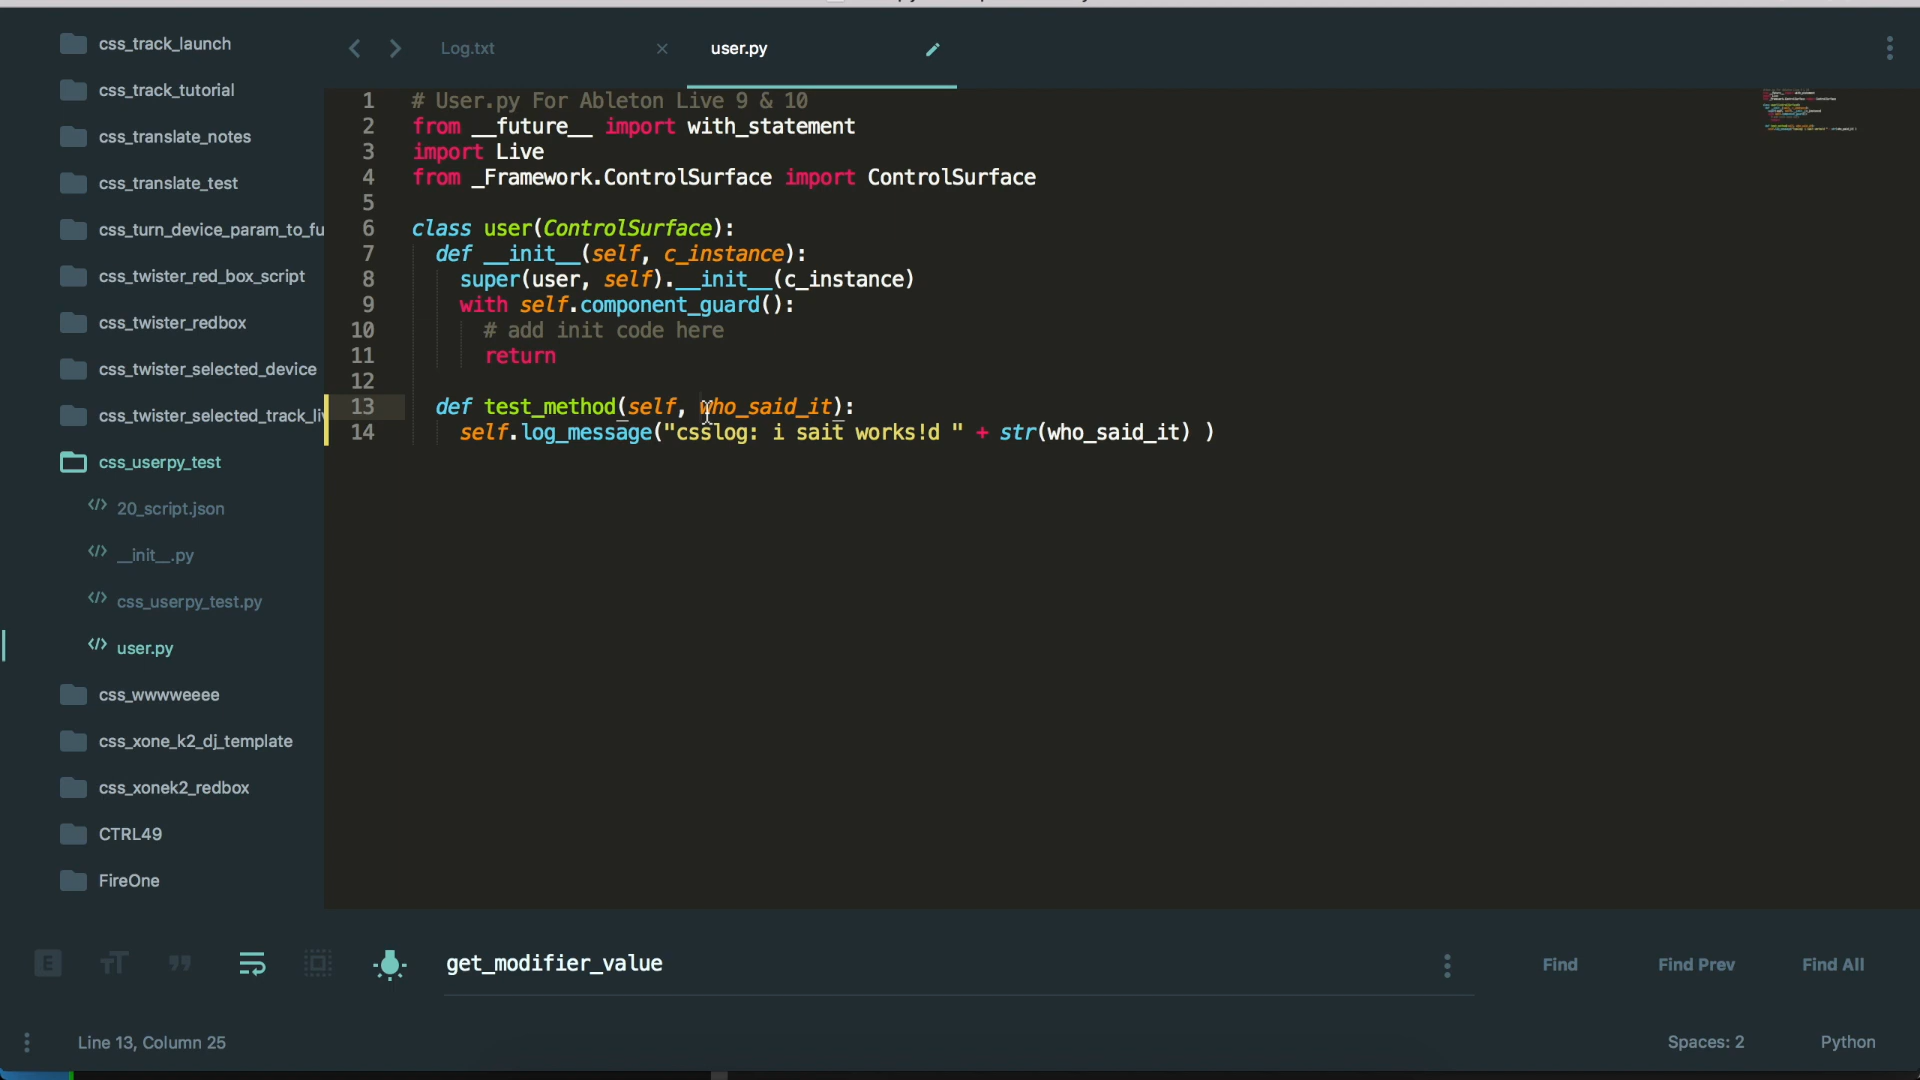 css_track_launch
css_track_tutorial
css_translate_notes
css_translate_test
css_turn_device_param_to_fu
css_twister_red_box_script
css_twister_redbox
css_twister_selected_device
css_twister_selected_track_li
css_userpy_test
</> 20_script.json
</> __init__.py
</> css_userpy_test.py
</> user.py
css_wwwweeee
css_xone_k2_dj_template
css_xonek2_redbox
CTRL49
FireOne
Log.txt
user.py
1 # User.py For Ableton Live 9 & 10
2 from __future__ import with_statement
3 import Live
4 from _Framework.ControlSurface import ControlSurface
5
6 class user(ControlSurface):
7   def __init__(self, c_instance):
8     super(user, self).__init__(c_instance)
9     with self.component_guard():
10       # add init code here
11       return
12
13   def test_method(self, who_said_it):
14     self.log_message("csslog: i sait works!d " + str(who_said_it) )
get_modifier_value
Find
Find Prev
Find All
Line 13, Column 25
Spaces: 2
Python